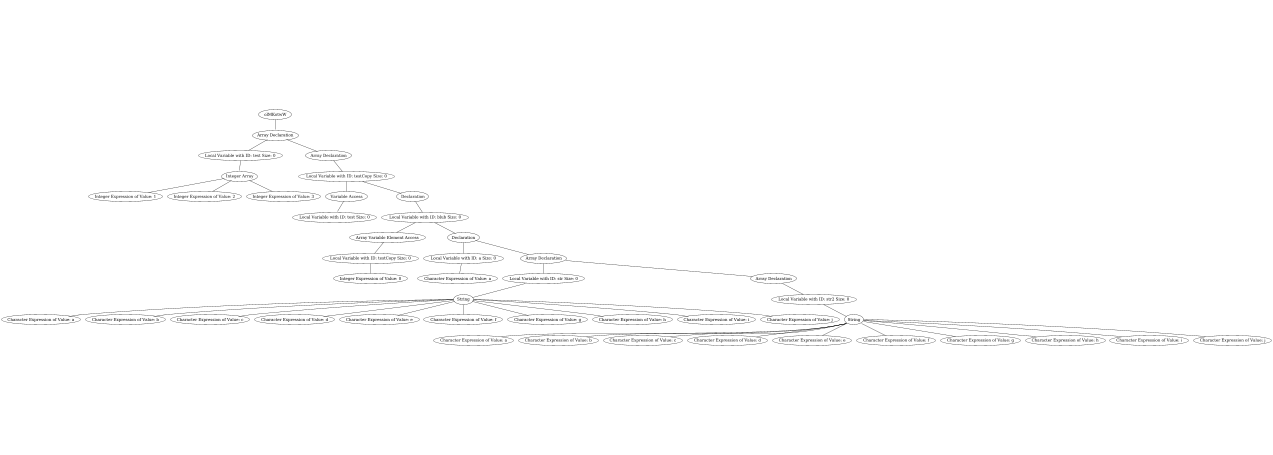 Array Declaration
Local Variable with ID: test Size: 0
Array Declaration
Integer Array
Local Variable with ID: testCopy Size: 0
Integer Expression of Value: 1
Integer Expression of Value: 2
Integer Expression of Value: 3
Variable Access
Declaration
Local Variable with ID: test Size: 0
Local Variable with ID: blub Size: 8
Array Variable Element Access
Declaration
Local Variable with ID: testCopy Size: 0
Local Variable with ID: a Size: 0
Array Declaration
Integer Expression of Value: 0
Character Expression of Value: a
Local Variable with ID: str Size: 0
Array Declaration
String
Local Variable with ID: str2 Size: 0
Character Expression of Value: a
Character Expression of Value: b
Character Expression of Value: c
Character Expression of Value: d
Character Expression of Value: e
Character Expression of Value: f
Character Expression of Value: g
Character Expression of Value: h
Character Expression of Value: i
Character Expression of Value: j
String
Character Expression of Value: a
Character Expression of Value: b
Character Expression of Value: c
Character Expression of Value: d
Character Expression of Value: e
Character Expression of Value: f
Character Expression of Value: g
Character Expression of Value: h
Character Expression of Value: i
Character Expression of Value: j